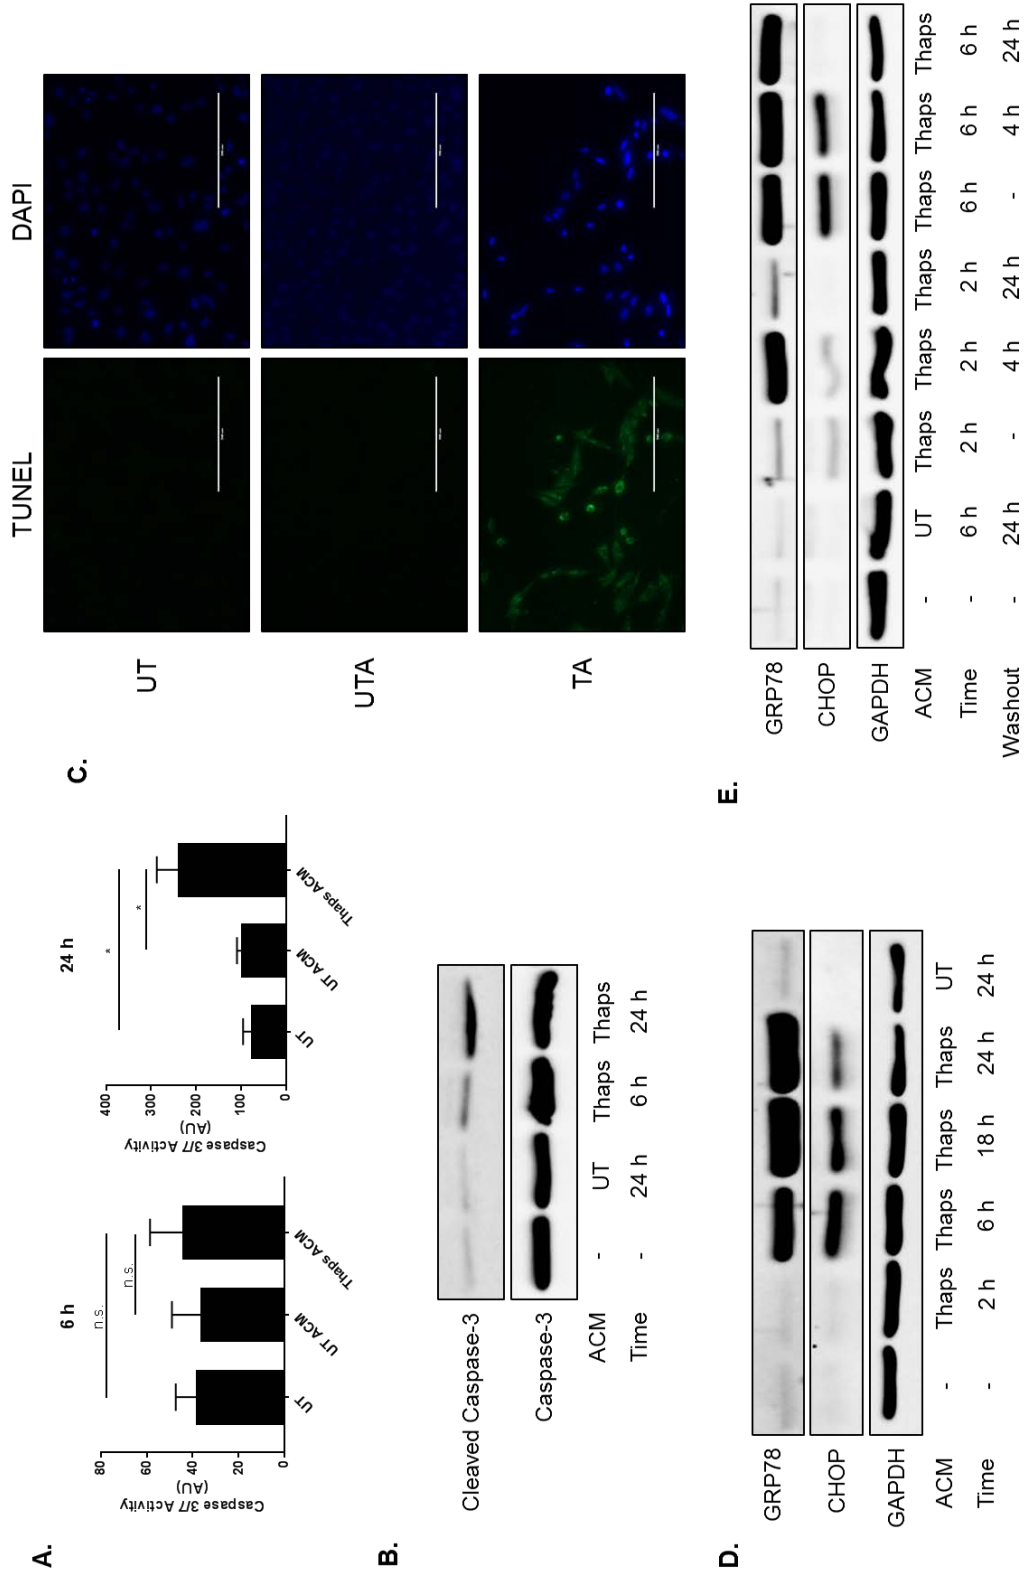 A.
6 h
Caspase 3/7 Activity
(AU)
80
60
40
20
0
n.s.
n.s.
UT
UT ACM
Thaps ACM
24 h
Caspase 3/7 Activity
(AU)
400
300
200
100
0
*
*
UT
UT ACM
Thaps ACM
B.
Cleaved Caspase-3
Caspase-3
ACM - UT Thaps Thaps
Time - 24 h 6 h 24 h
C.
TUNEL DAPI
UT
UTA
TA
D.
GRP78
CHOP
GAPDH
ACM - Thaps Thaps Thaps Thaps UT
Time - 2 h 6 h 18 h 24 h 24 h
E.
GRP78
CHOP
GAPDH
ACM - UT Thaps Thaps Thaps Thaps Thaps Thaps
Time - 6 h 2 h 2 h 2 h 6 h 6 h 6 h
Washout - 24 h - 4 h 24 h - 4 h 24 h